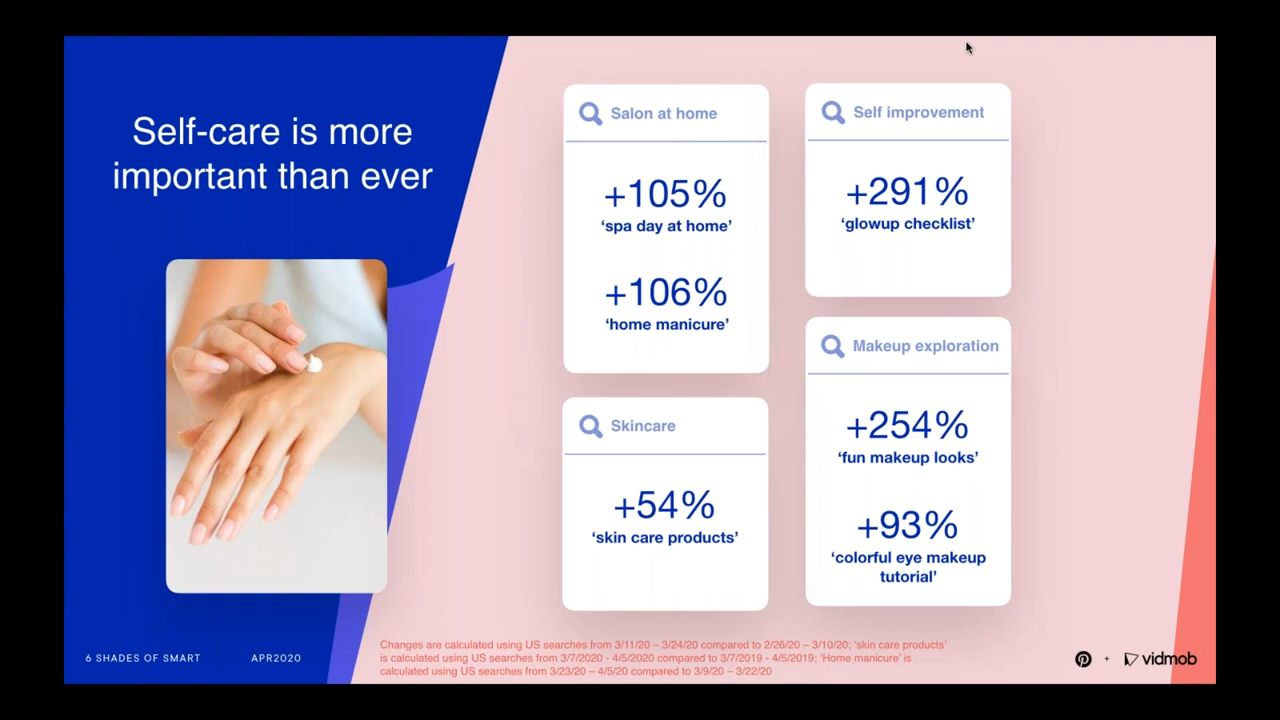 Self-care is more
important than ever
Salon at home
+105%
‘spa day at home’
+106%
‘home manicure’
Self improvement
+291%
‘glowup checklist’
Skincare
+54%
‘skin care products’
Makeup exploration
+254%
‘fun makeup looks’
+93%
‘colorful eye makeup
tutorial’
6 SHADES OF SMART APR2020
Changes are calculated using US searches from 3/11/20 – 3/24/20 compared to 2/26/20 – 3/10/20; ‘skin care products’
is calculated using US searches from 3/7/2020 - 4/5/2020 compared to 3/7/2019 - 4/5/2019; ‘Home manicure’ is
calculated using US searches from 3/23/20 – 4/5/20 compared to 3/9/20 – 3/22/20
+ vidmob